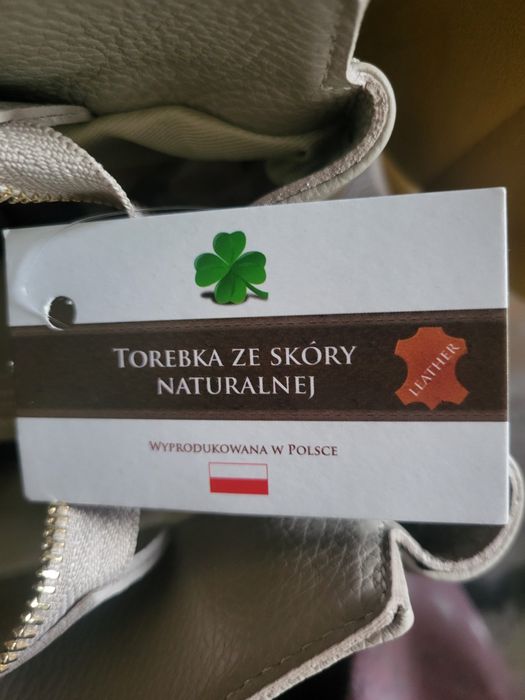 TOREBKA ZE SKÓRY
NATURALNEJ
LEATHER
WYPRODUKOWANA W POLSCE